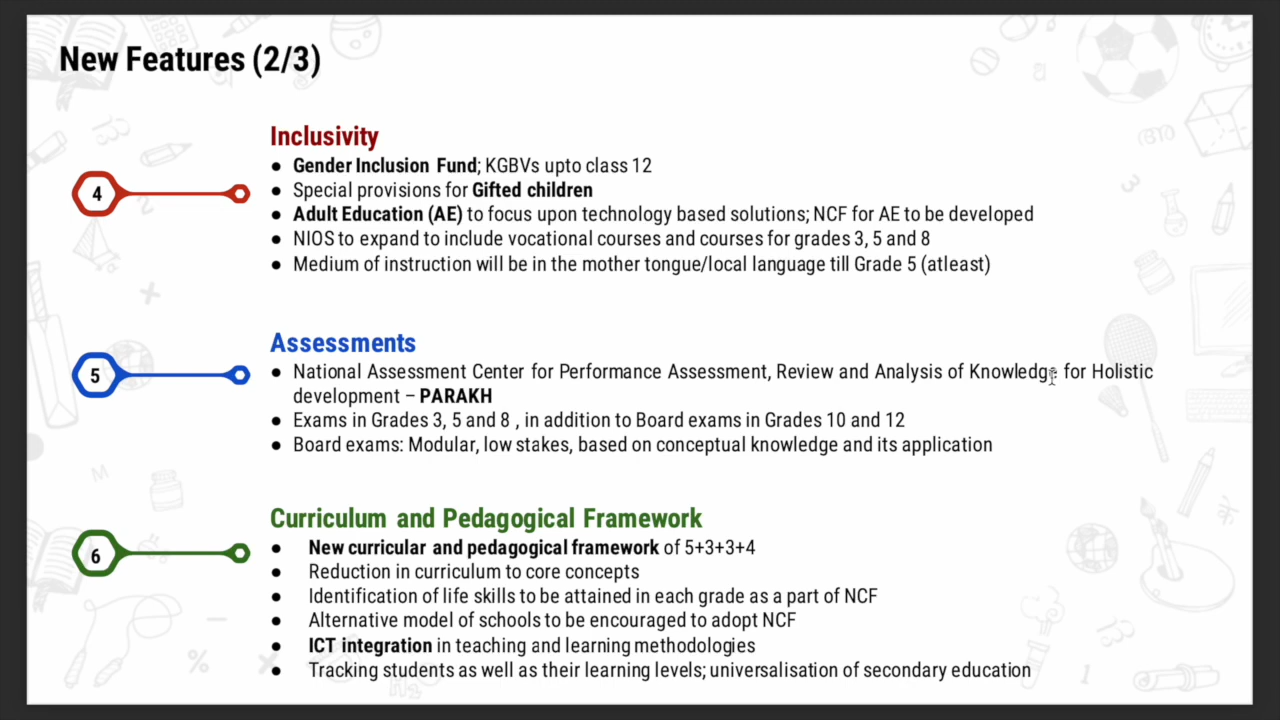 New Features (2/3)
Inclusivity
● Gender Inclusion Fund; KGBVs upto class 12
● Special provisions for Gifted children
4
● Adult Education (AE) to focus upon technology based solutions; NCF for AE to be developed
● NIOS to expand to include vocational courses and courses for grades 3, 5 and 8
● Medium of instruction will be in the mother tongue/local language till Grade 5 (atleast)
Assessments
5
● National Assessment Center for Performance Assessment, Review and Analysis of Knowledge for Holistic
development – PARAKH
● Exams in Grades 3, 5 and 8 , in addition to Board exams in Grades 10 and 12
● Board exams: Modular, low stakes, based on conceptual knowledge and its application
Curriculum and Pedagogical Framework
6
● New curricular and pedagogical framework of 5+3+3+4
● Reduction in curriculum to core concepts
● Identification of life skills to be attained in each grade as a part of NCF
● Alternative model of schools to be encouraged to adopt NCF
● ICT integration in teaching and learning methodologies
● Tracking students as well as their learning levels; universalisation of secondary education